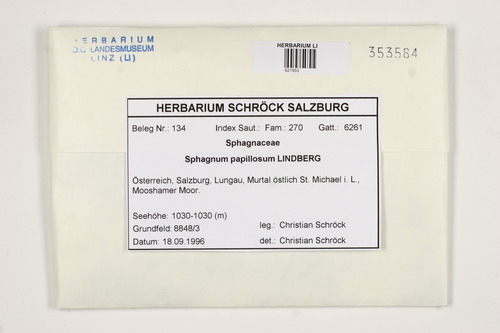 HERBARIUM
O.Ö. LANDESMUSEUM
LINZ (LI)
HERBARIUM LI
353564
HERBARIUM SCHRÖCK SALZBURG
Beleg Nr.: 134 Index Saut.: Fam.: 270 Gatt.: 6261
Sphagnaceae
Sphagnum papillosum LINDBERG
Österreich, Salzburg, Lungau, Murtal östlich St. Michael i. L.,
Mooshamer Moor.
Seehöhe: 1030-1030 (m)
Grundfeld: 8848/3
leg.: Christian Schröck
Datum: 18.09.1996
det.: Christian Schröck